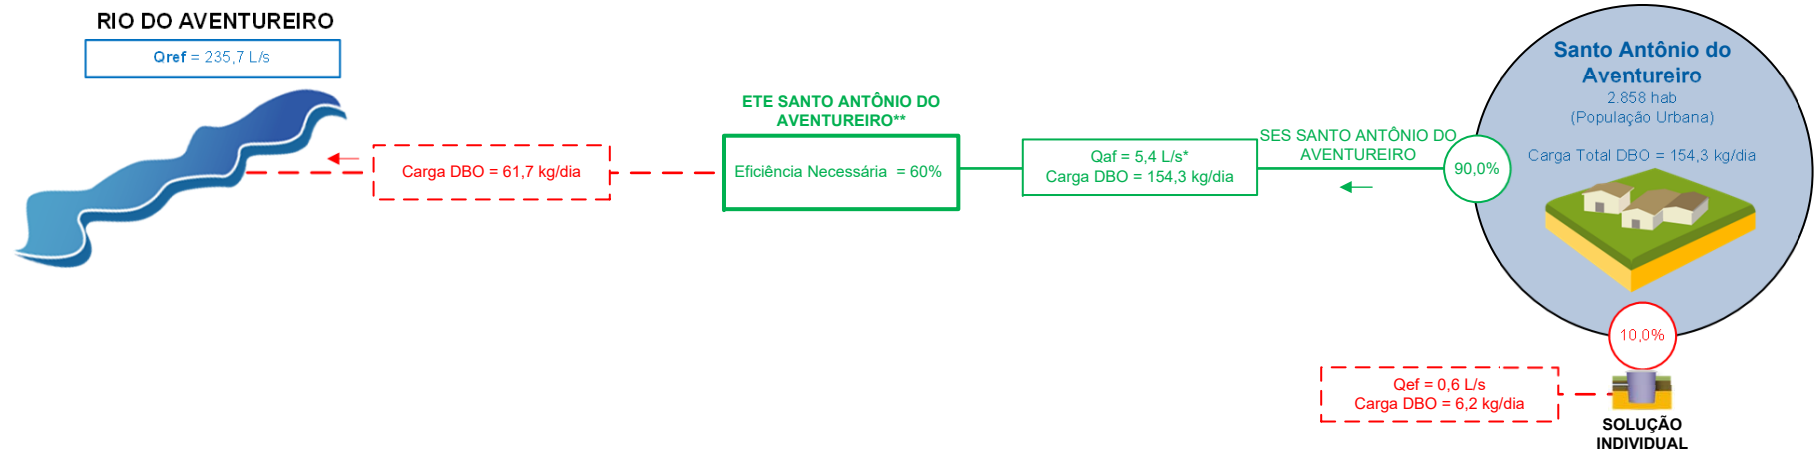 RIO DO AVENTUREIRO
Qref = 235,7 L/s
Carga DBO = 61,7 kg/dia
ETE SANTO ANTÔNIO DO
AVENTUREIRO**
Eficiência Necessária = 60%
Qaf = 5,4 L/s*
Carga DBO = 154,3 kg/dia
SES SANTO ANTÔNIO DO
AVENTUREIRO
90,0%
Santo Antônio do
Aventureiro
2.858 hab
(População Urbana)
Carga Total DBO = 154,3 kg/dia
10,0%
Qef = 0,6 L/s
Carga DBO = 6,2 kg/dia
SOLUÇÃO
INDIVIDUAL